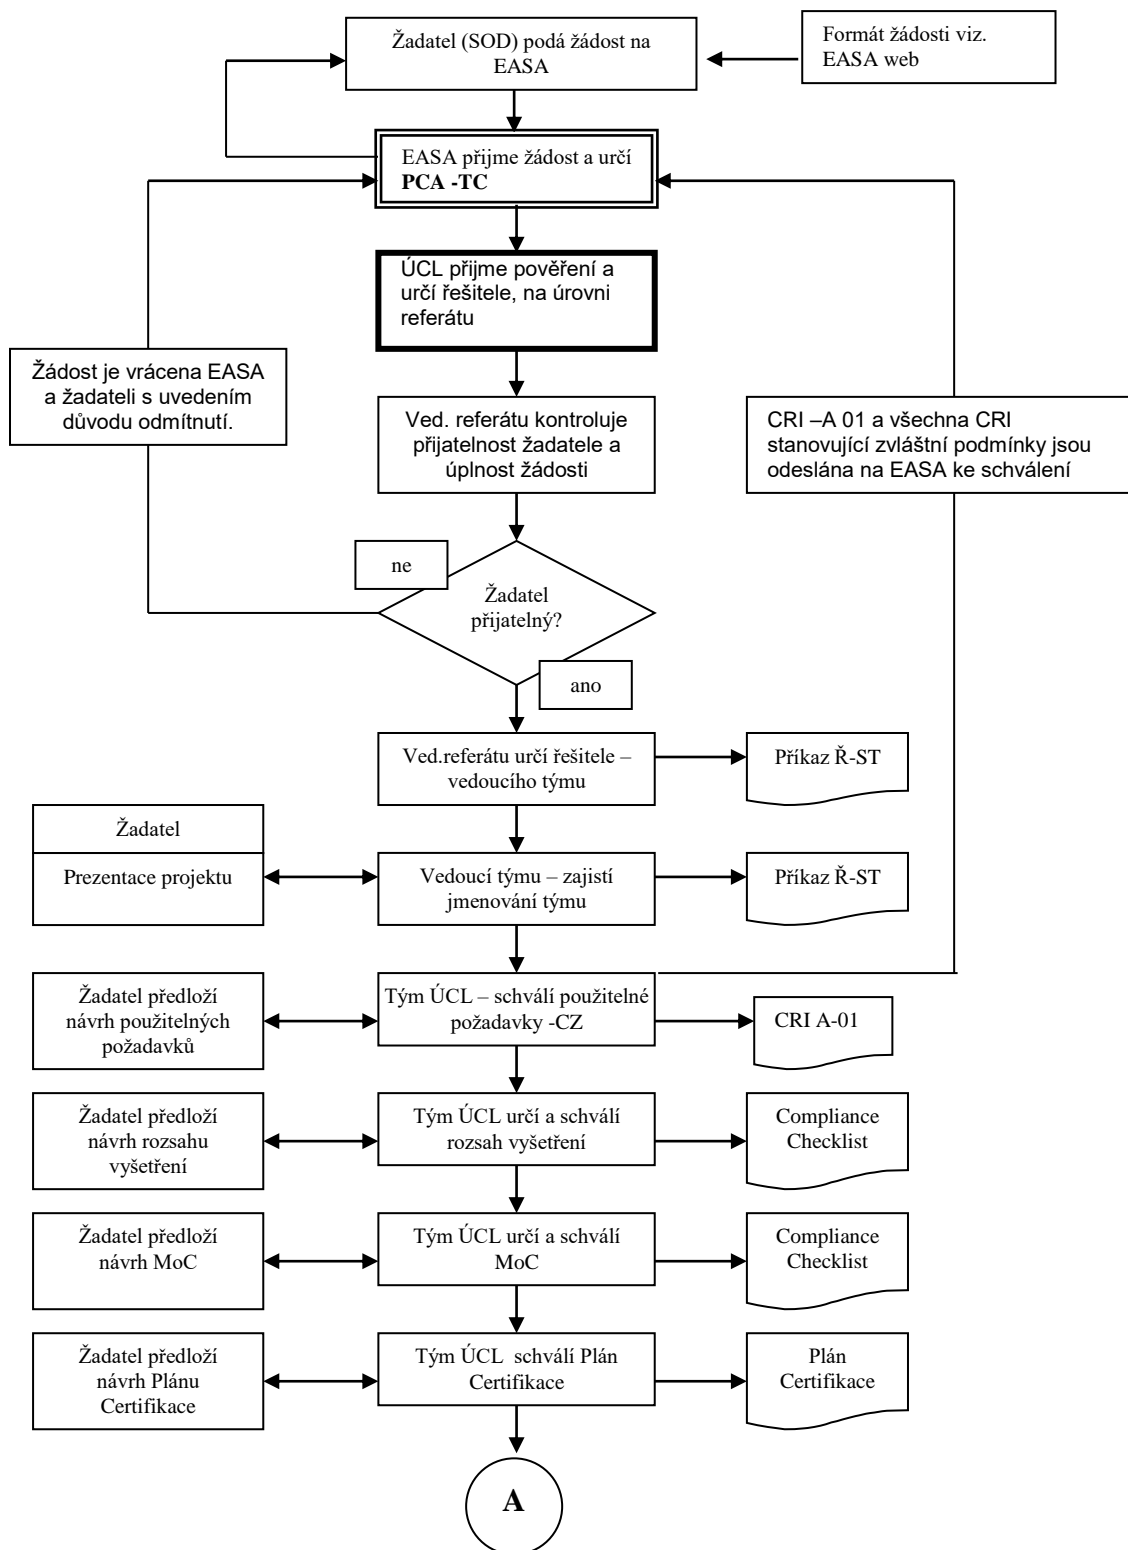 Žadatel (SOD) podá žádost na
EASA
Formát žádosti viz.
EASA web
EASA přijme žádost a určí
PCA -TC
ÚCL přijme pověření a
určí řešitele, na úrovni
referátu
Žádost je vrácena EASA
a žadateli s uvedením
důvodu odmítnutí.
Ved. referátu kontroluje
přijatelnost žadatele a
úplnost žádosti
CRI –A 01 a všechna CRI
stanovující zvláštní podmínky jsou
odeslána na EASA ke schválení
ne
Žadatel
přijatelný?
ano
Ved.referátu určí řešitele –
vedoucího týmu
Příkaz Ř-ST
Žadatel
Prezentace projektu
Vedoucí týmu – zajistí
jmenování týmu
Příkaz Ř-ST
Žadatel předloží
návrh použitelných
požadavků
Tým ÚCL – schválí použitelné
požadavky -CZ
CRI A-01
Žadatel předloží
návrh rozsahu
vyšetření
Tým ÚCL určí a schválí
rozsah vyšetření
Compliance
Checklist
Žadatel předloží
návrh MoC
Tým ÚCL určí a schválí
MoC
Compliance
Checklist
Žadatel předloží
návrh Plánu
Certifikace
Tým ÚCL  schválí Plán
Certifikace
Plán
Certifikace
A